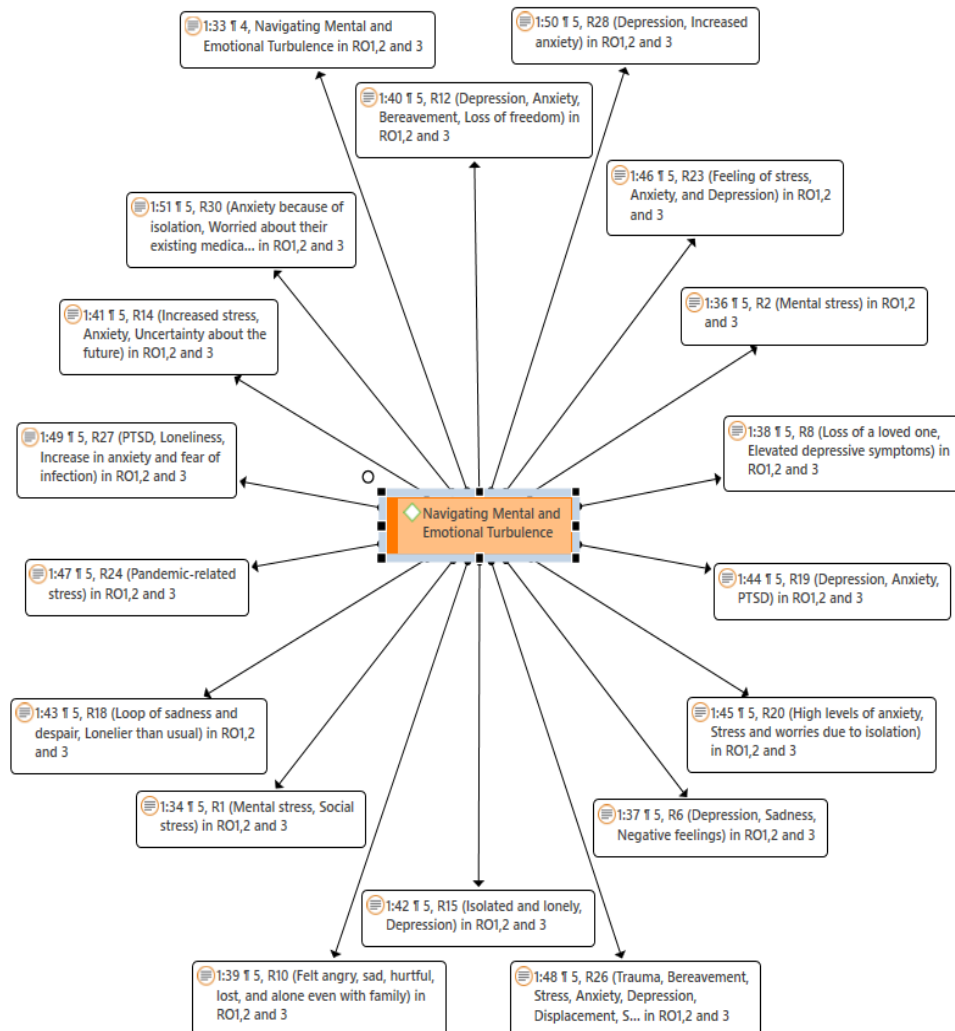 1:33 ¶ 4, Navigating Mental and
Emotional Turbulence in RO1,2 and 3
1:50 ¶ 5, R28 (Depression, Increased
anxiety) in RO1,2 and 3
1:40 ¶ 5, R12 (Depression, Anxiety,
Bereavement, Loss of freedom) in
RO1,2 and 3
1:46 ¶ 5, R23 (Feeling of stress,
Anxiety, and Depression) in RO1,2
and 3
1:51 ¶ 5, R30 (Anxiety because of
isolation, Worried about their
existing medica... in RO1,2 and 3
1:36 ¶ 5, R2 (Mental stress) in RO1,2
and 3
1:41 ¶ 5, R14 (Increased stress,
Anxiety, Uncertainty about the
future) in RO1,2 and 3
1:38 ¶ 5, R8 (Loss of a loved one,
Elevated depressive symptoms) in
RO1,2 and 3
1:49 ¶ 5, R27 (PTSD, Loneliness,
Increase in anxiety and fear of
infection) in RO1,2 and 3
Navigating Mental and
Emotional Turbulence
1:47 ¶ 5, R24 (Pandemic-related
stress) in RO1,2 and 3
1:44 ¶ 5, R19 (Depression, Anxiety,
PTSD) in RO1,2 and 3
1:43 ¶ 5, R18 (Loop of sadness and
despair, Lonelier than usual) in RO1,2
and 3
1:45 ¶ 5, R20 (High levels of anxiety,
Stress and worries due to isolation)
in RO1,2 and 3
1:34 ¶ 5, R1 (Mental stress, Social
stress) in RO1,2 and 3
1:37 ¶ 5, R6 (Depression, Sadness,
Negative feelings) in RO1,2 and 3
1:42 ¶ 5, R15 (Isolated and lonely,
Depression) in RO1,2 and 3
1:39 ¶ 5, R10 (Felt angry, sad, hurtful,
lost, and alone even with family) in
RO1,2 and 3
1:48 ¶ 5, R26 (Trauma, Bereavement,
Stress, Anxiety, Depression,
Displacement, S... in RO1,2 and 3